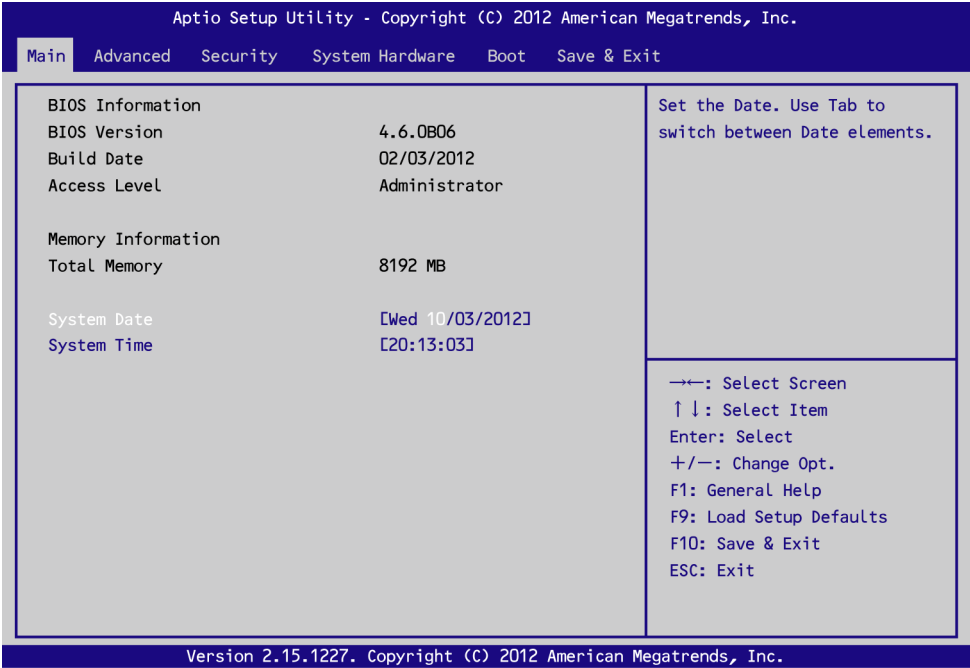 Aptio Setup Utility - Copyright (C) 2012 American Megatrends, Inc.
Main Advanced Security System Hardware Boot Save & Exit
BIOS Information
BIOS Version 4.6.0B06
Build Date 02/03/2012
Access Level Administrator
Memory Information
Total Memory 8192 MB
System Date [Wed 10/03/2012]
System Time [20:13:03]
Set the Date. Use Tab to
switch between Date elements.
→←: Select Screen
↑↓: Select Item
Enter: Select
+/−: Change Opt.
F1: General Help
F9: Load Setup Defaults
F10: Save & Exit
ESC: Exit
Version 2.15.1227. Copyright (C) 2012 American Megatrends, Inc.